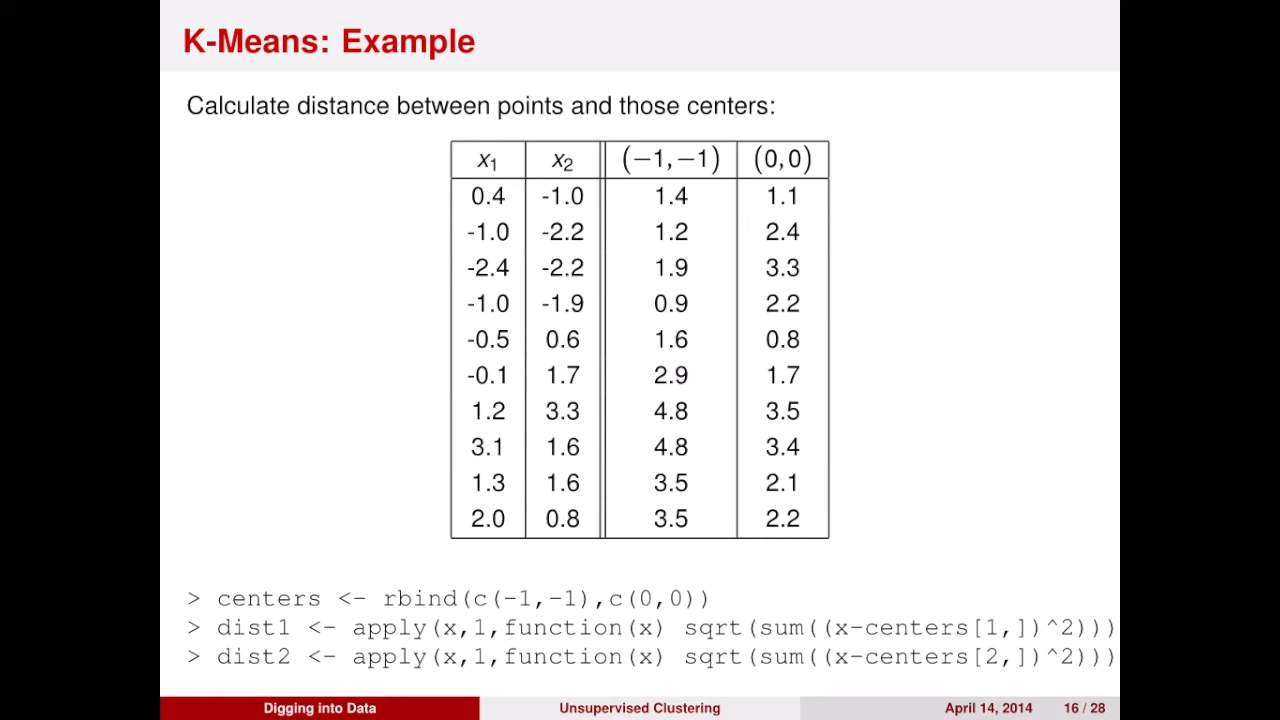 K-Means: Example
Calculate distance between points and those centers:
x₁ x₂ (−1,−1) (0,0)
0.4 -1.0 1.4 1.1
-1.0 -2.2 1.2 2.4
-2.4 -2.2 1.9 3.3
-1.0 -1.9 0.9 2.2
-0.5 0.6 1.6 0.8
-0.1 1.7 2.9 1.7
1.2 3.3 4.8 3.5
3.1 1.6 4.8 3.4
1.3 1.6 3.5 2.1
2.0 0.8 3.5 2.2
> centers <- rbind(c(-1,-1),c(0,0))
> dist1 <- apply(x,1,function(x) sqrt(sum((x-centers[1,])^2)))
> dist2 <- apply(x,1,function(x) sqrt(sum((x-centers[2,])^2)))
Digging into Data Unsupervised Clustering April 14, 2014 16 / 28